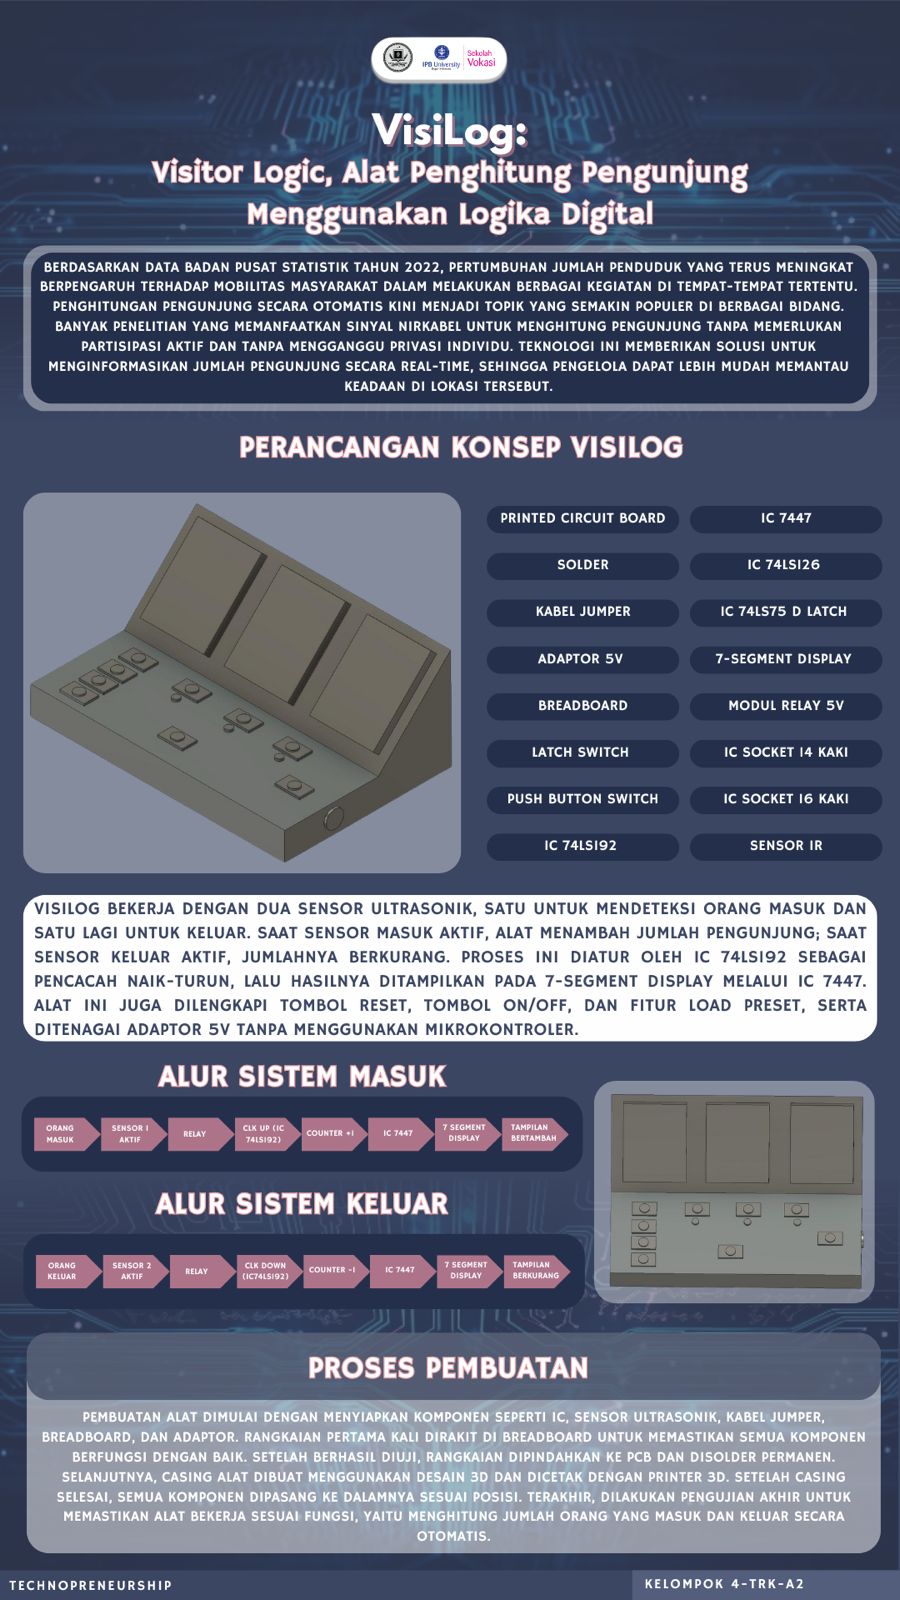 IPB University
Sekolah
Vokasi
VisiLog:
Visitor Logic, Alat Penghitung Pengunjung
Menggunakan Logika Digital
BERDASARKAN DATA BADAN PUSAT STATISTIK TAHUN 2022, PERTUMBUHAN JUMLAH PENDUDUK YANG TERUS MENINGKAT
BERPENGARUH TERHADAP MOBILITAS MASYARAKAT DALAM MELAKUKAN BERBAGAI KEGIATAN DI TEMPAT-TEMPAT TERTENTU.
PENGHITUNGAN PENGUNJUNG SECARA OTOMATIS KINI MENJADI TOPIK YANG SEMAKIN POPULER DI BERBAGAI BIDANG.
BANYAK PENELITIAN YANG MEMANFAATKAN SINYAL NIRKABEL UNTUK MENGHITUNG PENGUNJUNG TANPA MEMERLUKAN
PARTISIPASI AKTIF DAN TANPA MENGGANGGU PRIVASI INDIVIDU. TEKNOLOGI INI MEMBERIKAN SOLUSI UNTUK
MENGINFORMASIKAN JUMLAH PENGUNJUNG SECARA REAL-TIME, SEHINGGA PENGELOLA DAPAT LEBIH MUDAH MEMANTAU
KEADAAN DI LOKASI TERSEBUT.
PERANCANGAN KONSEP VISILOG
PRINTED CIRCUIT BOARD
IC 7447
SOLDER
IC 74LS126
KABEL JUMPER
IC 74LS75 D LATCH
ADAPTOR 5V
7-SEGMENT DISPLAY
BREADBOARD
MODUL RELAY 5V
LATCH SWITCH
IC SOCKET 14 KAKI
PUSH BUTTON SWITCH
IC SOCKET 16 KAKI
IC 74LS192
SENSOR IR
VISILOG BEKERJA DENGAN DUA SENSOR ULTRASONIK, SATU UNTUK MENDETEKSI ORANG MASUK DAN
SATU LAGI UNTUK KELUAR. SAAT SENSOR MASUK AKTIF, ALAT MENAMBAH JUMLAH PENGUNJUNG; SAAT
SENSOR KELUAR AKTIF, JUMLAHNYA BERKURANG. PROSES INI DIATUR OLEH IC 74LS192 SEBAGAI
PENCACAH NAIK-TURUN, LALU HASILNYA DITAMPILKAN PADA 7-SEGMENT DISPLAY MELALUI IC 7447.
ALAT INI JUGA DILENGKAPI TOMBOL RESET, TOMBOL ON/OFF, DAN FITUR LOAD PRESET, SERTA
DITENAGAI ADAPTOR 5V TANPA MENGGUNAKAN MIKROKONTROLER.
ALUR SISTEM MASUK
ORANG
MASUK
SENSOR 1
AKTIF
RELAY
CLK UP (IC
74LS192)
COUNTER +1
IC 7447
7 SEGMENT
DISPLAY
TAMPILAN
BERTAMBAH
ALUR SISTEM KELUAR
ORANG
KELUAR
SENSOR 2
AKTIF
RELAY
CLK DOWN
(IC74LS192)
COUNTER -1
IC 7447
7 SEGMENT
DISPLAY
TAMPILAN
BERKURANG
PROSES PEMBUATAN
PEMBUATAN ALAT DIMULAI DENGAN MENYIAPKAN KOMPONEN SEPERTI IC, SENSOR ULTRASONIK, KABEL JUMPER,
BREADBOARD, DAN ADAPTOR. RANGKAIAN PERTAMA KALI DIRAKIT DI BREADBOARD UNTUK MEMASTIKAN SEMUA KOMPONEN
BERFUNGSI DENGAN BAIK. SETELAH BERHASIL DIUJI, RANGKAIAN DIPINDAHKAN KE PCB DAN DISOLDER PERMANEN.
SELANJUTNYA, CASING ALAT DIBUAT MENGGUNAKAN DESAIN 3D DAN DICETAK DENGAN PRINTER 3D. SETELAH CASING
SELESAI, SEMUA KOMPONEN DIPASANG KE DALAMNYA SESUAI POSISI. TERAKHIR, DILAKUKAN PENGUJIAN AKHIR UNTUK
MEMASTIKAN ALAT BEKERJA SESUAI FUNGSI, YAITU MENGHITUNG JUMLAH ORANG YANG MASUK DAN KELUAR SECARA
OTOMATIS.
TECHNOPRENEURSHIP
KELOMPOK 4-TRK-A2